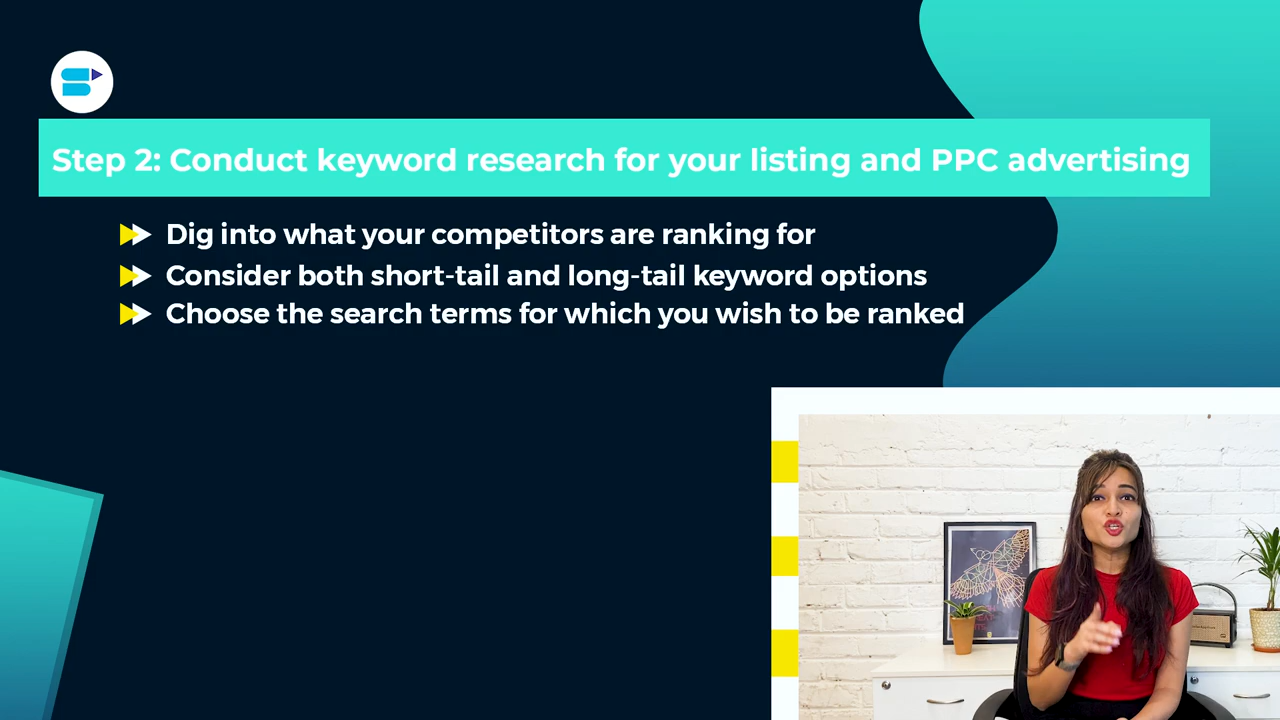 Step 2: Conduct keyword research for your listing and PPC advertising
Dig into what your competitors are ranking for
Consider both short-tail and long-tail keyword options
Choose the search terms for which you wish to be ranked